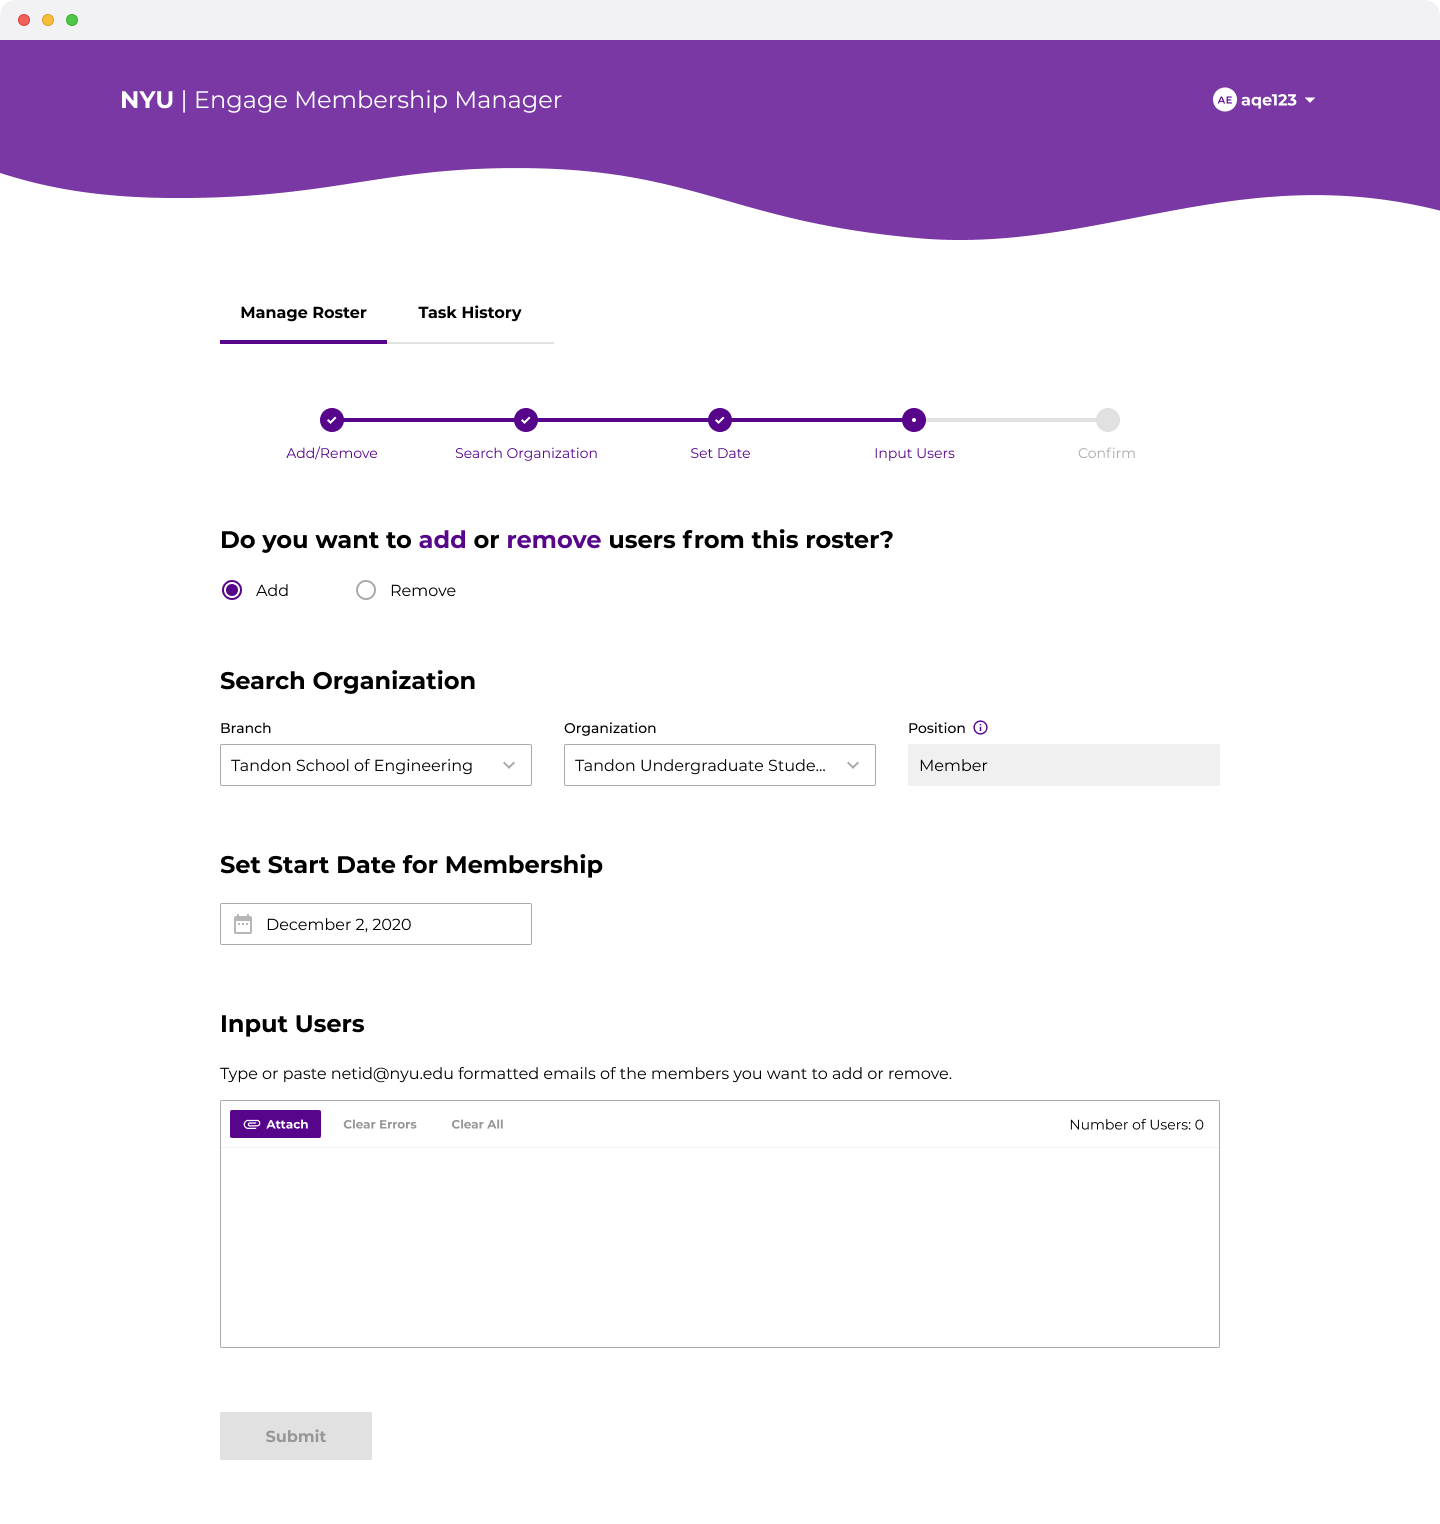 NYU | Engage Membership Manager
AE aqe123
Manage Roster Task History
Add/Remove Search Organization Set Date Input Users Confirm
Do you want to add or remove users from this roster?
Add Remove
Search Organization
Branch Organization Position
Tandon School of Engineering Tandon Undergraduate Stude... Member
Set Start Date for Membership
December 2, 2020
Input Users
Type or paste netid@nyu.edu formatted emails of the members you want to add or remove.
Attach Clear Errors Clear All Number of Users: 0
Submit